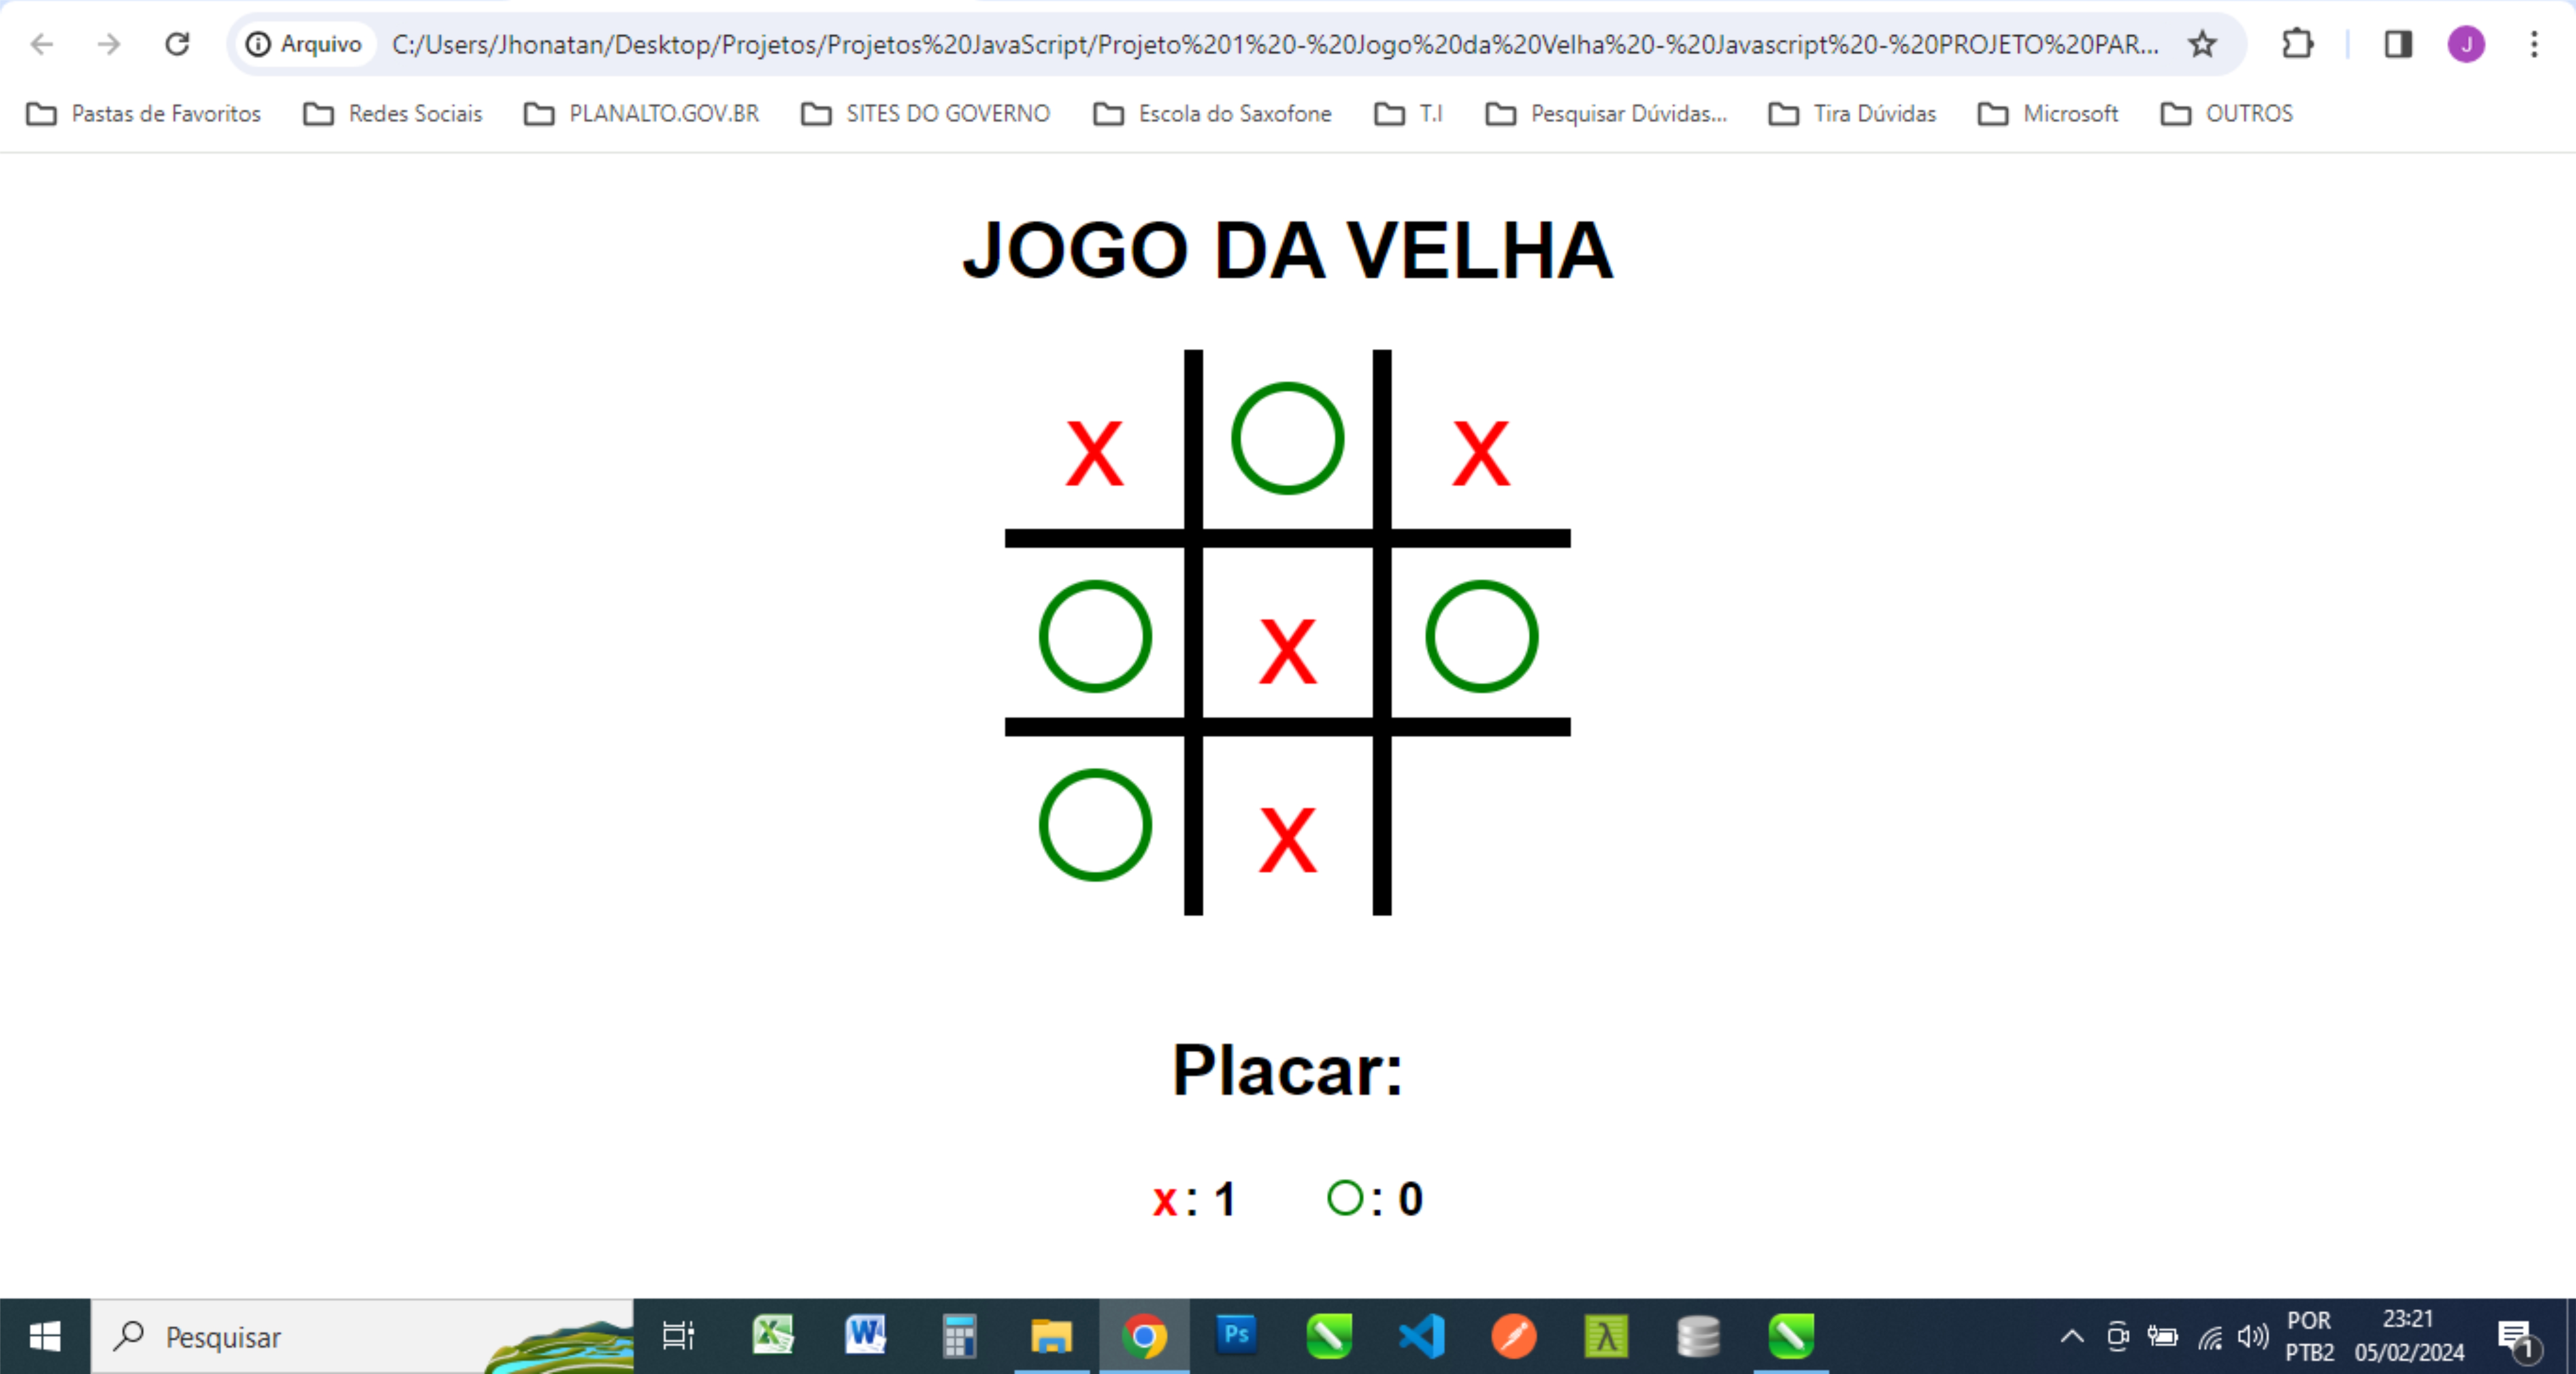 Arquivo C:/Users/Jhonatan/Desktop/Projetos/Projetos%20JavaScript/Projeto%201%20-%20Jogo%20da%20Velha%20-%20Javascript%20-%20PROJETO%20PAR... J
Pastas de Favoritos Redes Sociais PLANALTO.GOV.BR SITES DO GOVERNO Escola do Saxofone T.I Pesquisar Dúvidas... Tira Dúvidas Microsoft OUTROS
JOGO DA VELHA
X O X
O X O
O X
Placar:
x: 1 O: 0
Pesquisar Ps λ POR 23:21 1
PTB2 05/02/2024